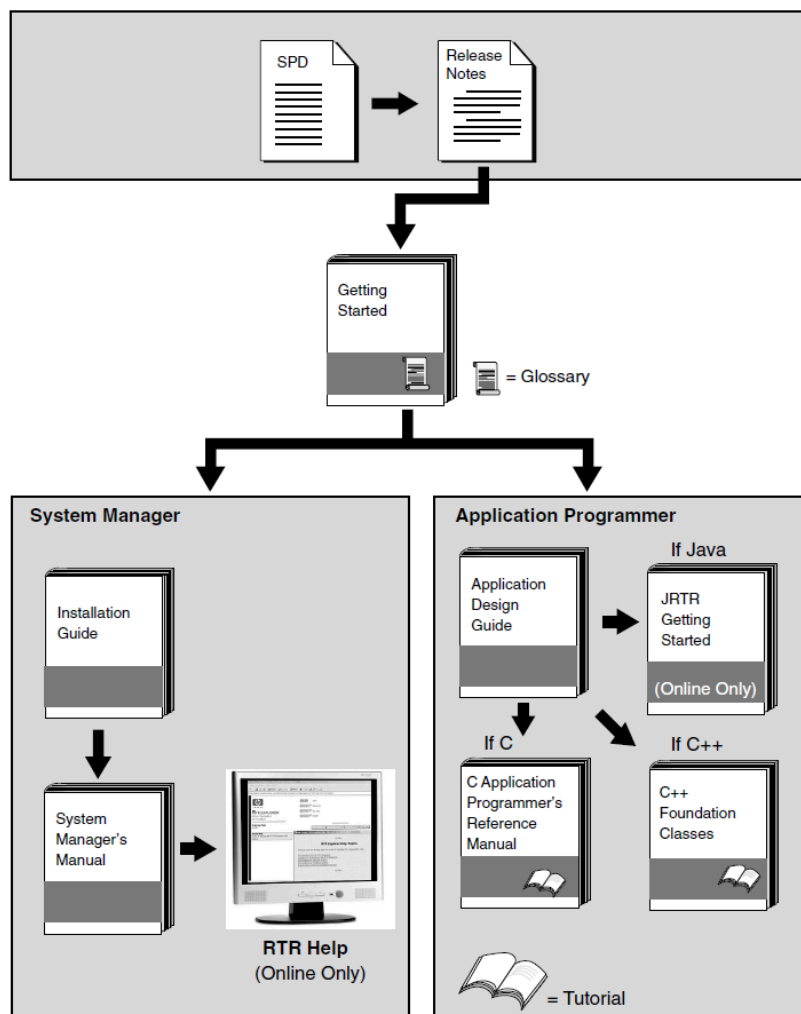 SPD
Release
Notes
Getting
Started
= Glossary
System Manager
Installation
Guide
System
Manager's
Manual
RTR Help
(Online Only)
Application Programmer
If Java
Application
Design
Guide
JRTR
Getting
Started
(Online Only)
If C
If C++
C Application
Programmer's
Reference
Manual
C++
Foundation
Classes
= Tutorial